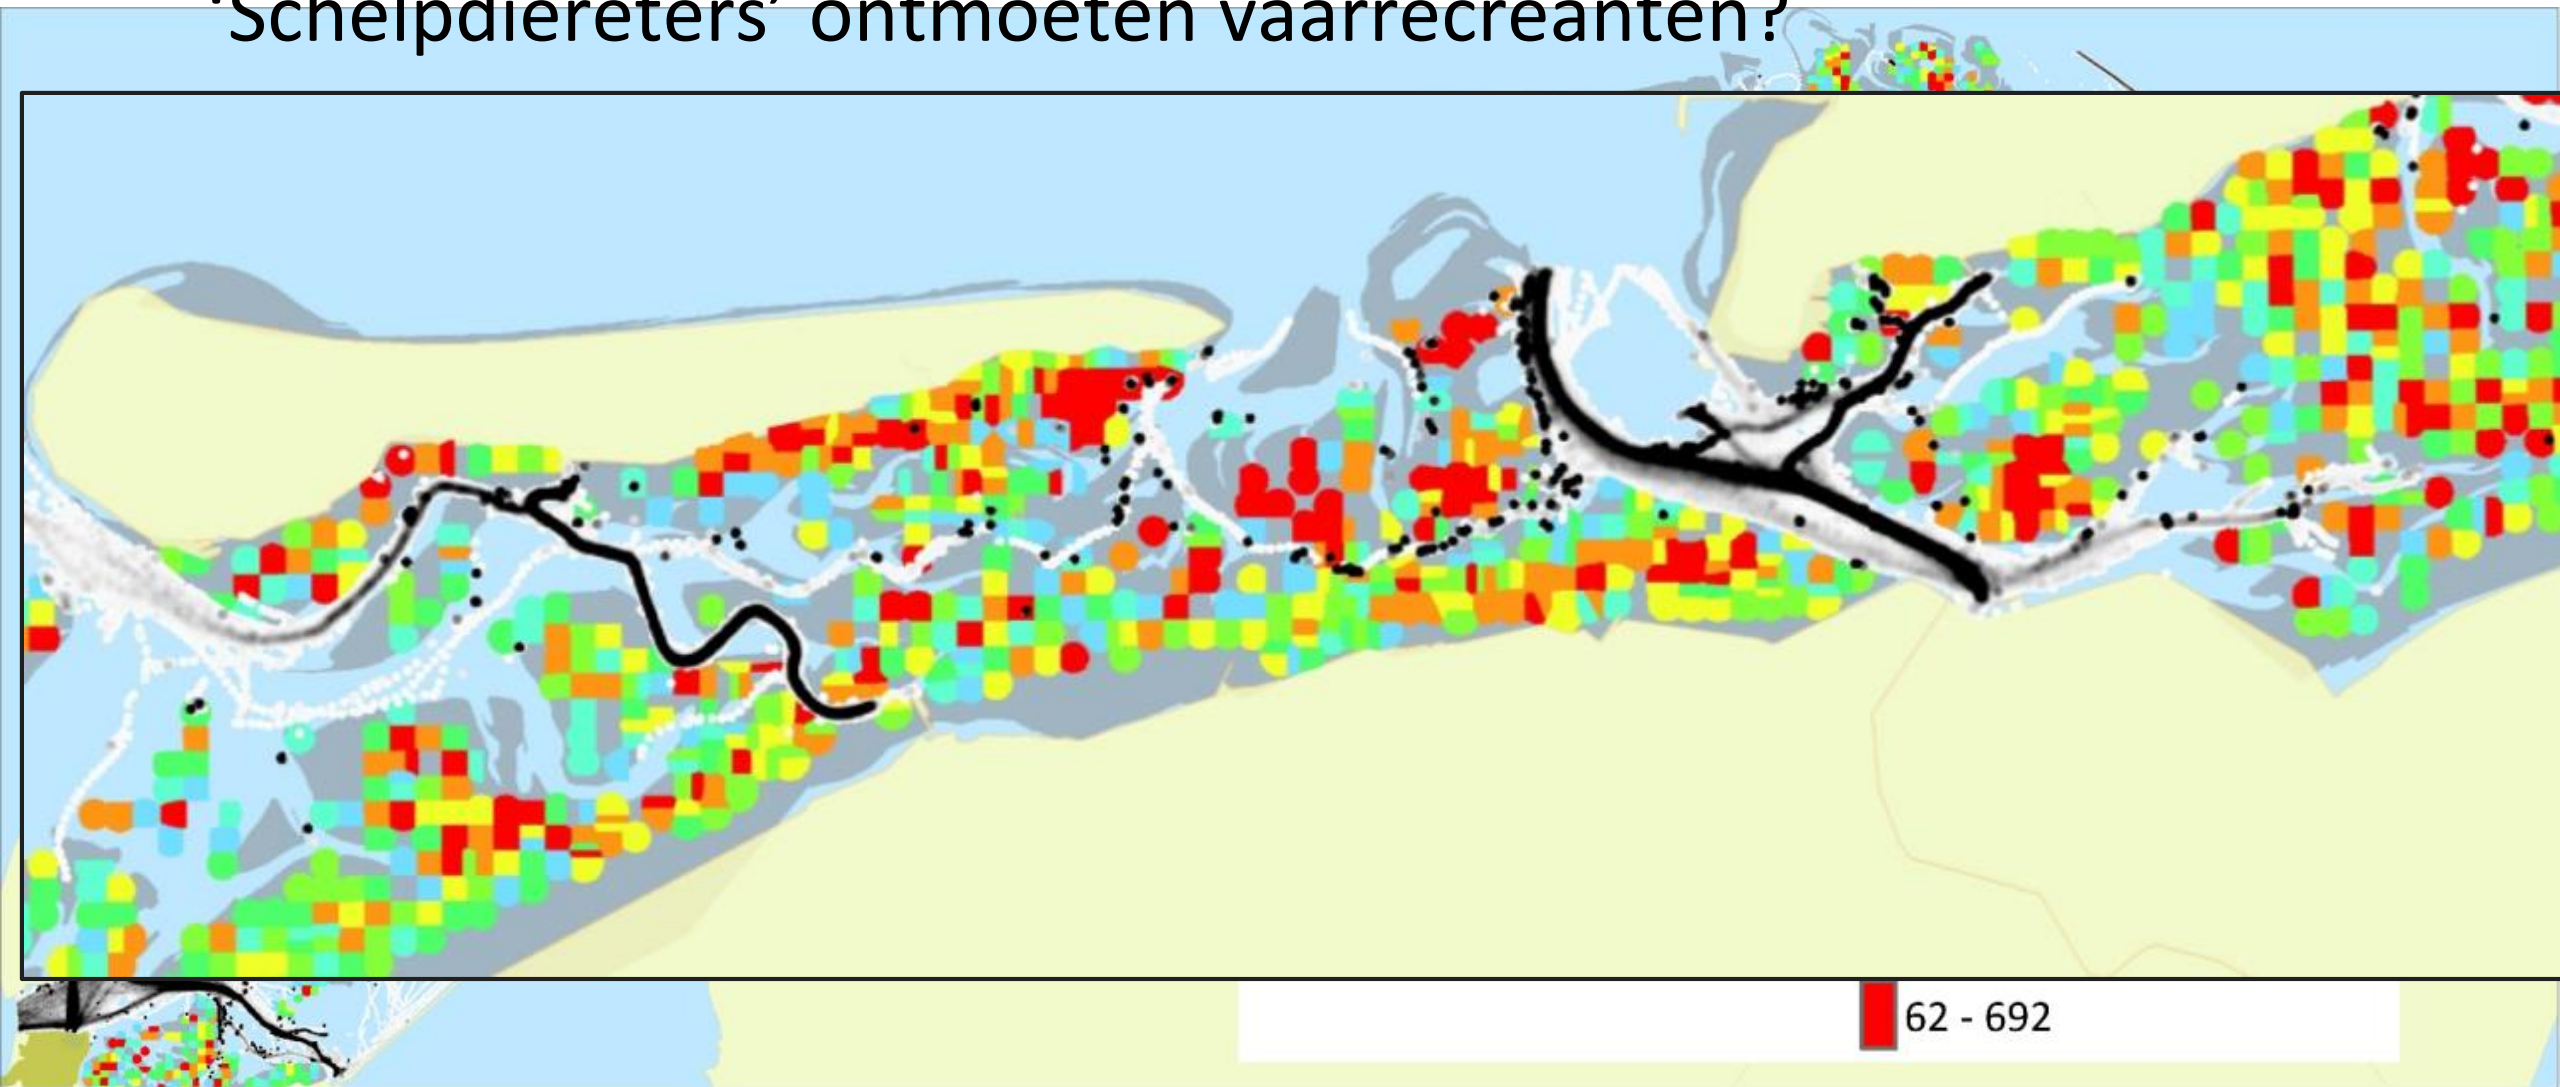 ‘Schelpdiereters’ ontmoeten vaarrecreanten?
62 - 692